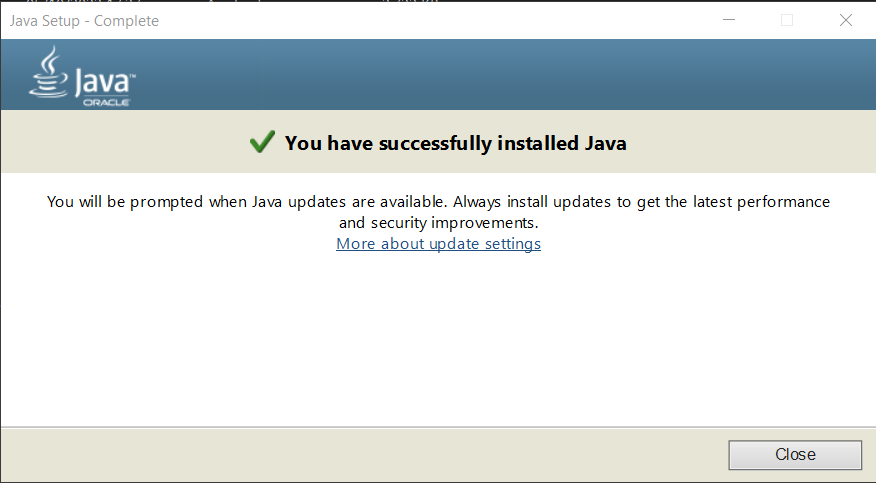 Java Setup - Complete
Java™
ORACLE
You have successfully installed Java
You will be prompted when Java updates are available. Always install updates to get the latest performance
and security improvements.
More about update settings
Close